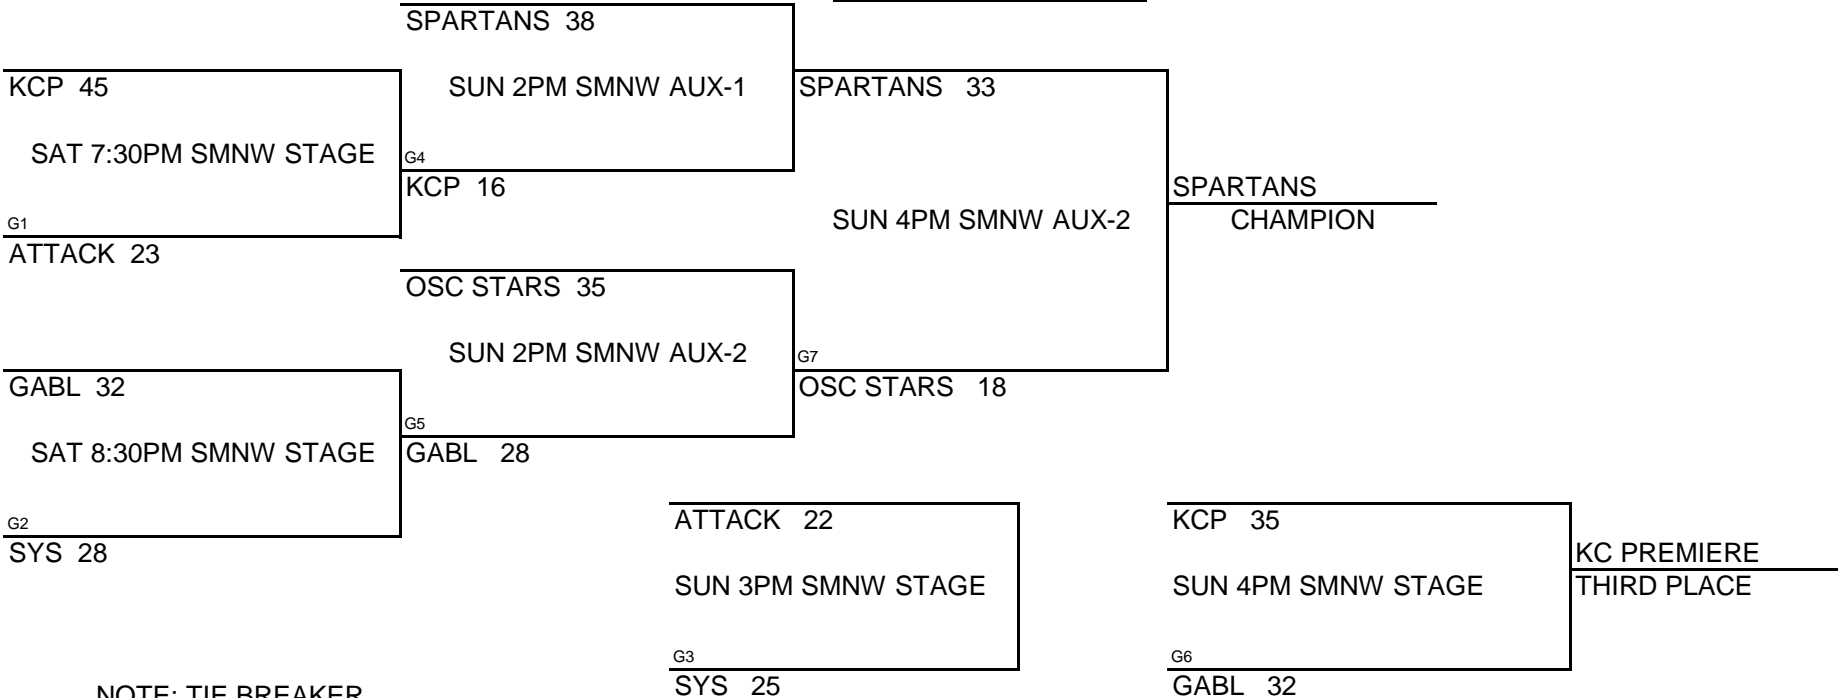 SPARTANS 38
KCP 45
SUN 2PM SMNW AUX-1
SPARTANS 33
SAT 7:30PM SMNW STAGE
G4
KCP 16
SPARTANS
G1
SUN 4PM SMNW AUX-2
CHAMPION
ATTACK 23
OSC STARS 35
SUN 2PM SMNW AUX-2
G7
GABL 32
OSC STARS 18
G5
SAT 8:30PM SMNW STAGE
GABL 28
G2
ATTACK 22
KCP 35
SYS 28
KC PREMIERE
SUN 3PM SMNW STAGE
SUN 4PM SMNW STAGE
THIRD PLACE
G3
G6
NOTE: TIE BREAKER
SYS 25
GABL 32